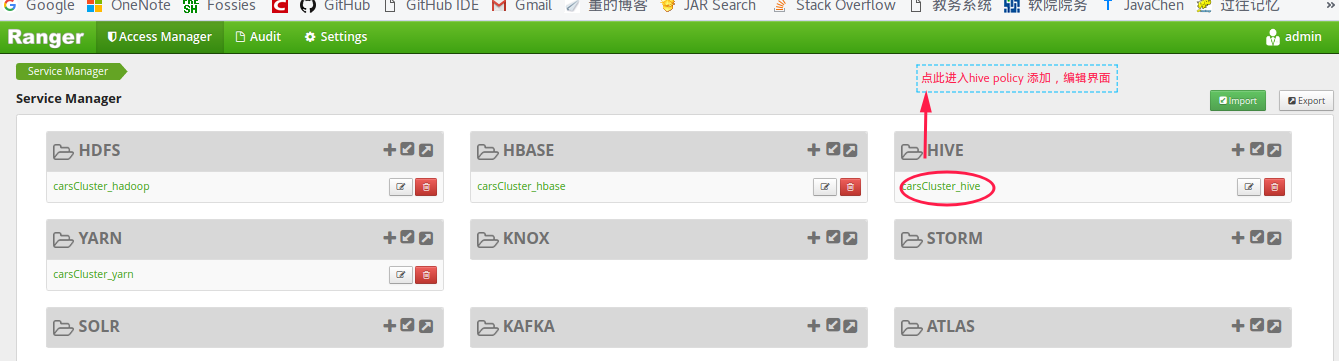 Google OneNote Fossies GitHub GitHub IDE Gmail 董的博客 JAR Search Stack Overflow 教务系统 软院院务 JavaChen 过往记忆 »
Ranger Access Manager Audit Settings admin
Service Manager
点此进入hive policy 添加，编辑界面
Service Manager
Import Export
HDFS HBASE HIVE
carsCluster_hadoop carsCluster_hbase carsCluster_hive
YARN KNOX STORM
carsCluster_yarn
SOLR KAFKA ATLAS